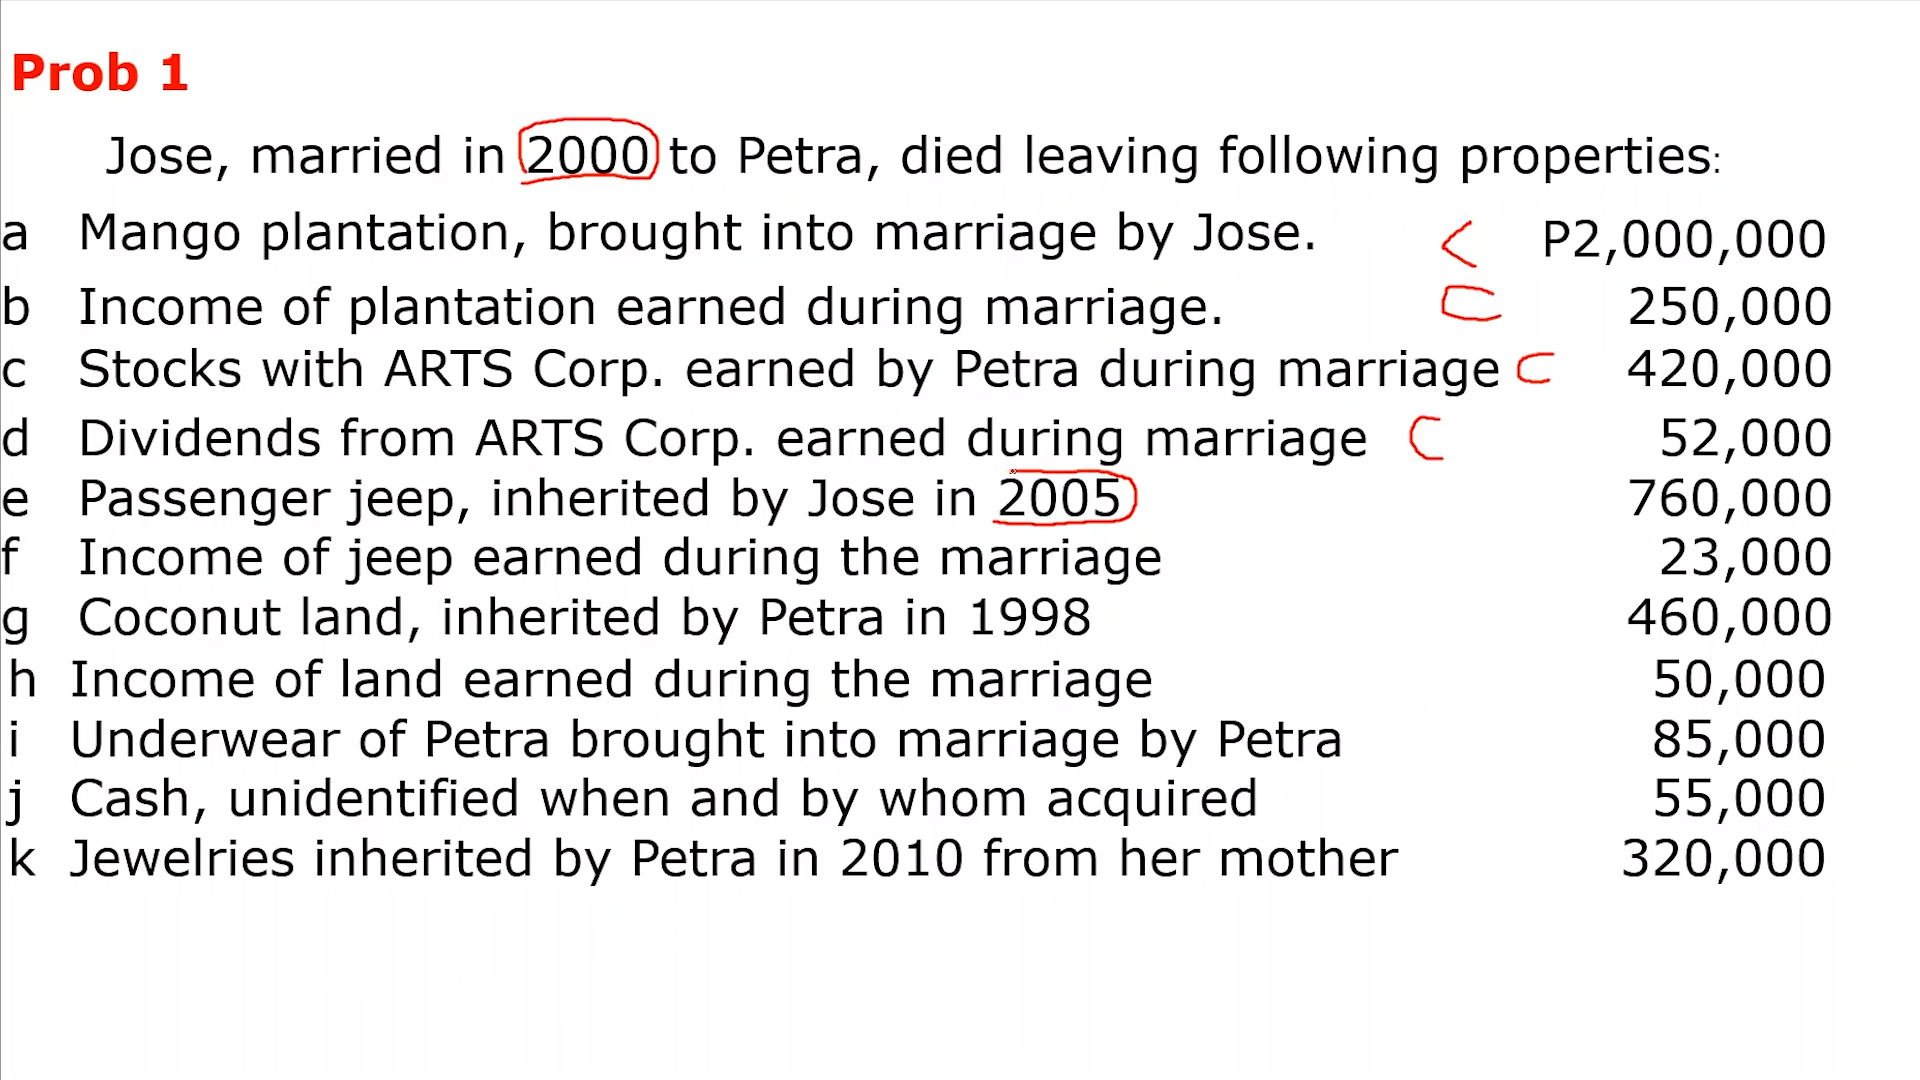 Prob 1
Jose, married in 2000 to Petra, died leaving following properties:
a Mango plantation, brought into marriage by Jose. C P2,000,000
b Income of plantation earned during marriage. C 250,000
c Stocks with ARTS Corp. earned by Petra during marriage C 420,000
d Dividends from ARTS Corp. earned during marriage C 52,000
e Passenger jeep, inherited by Jose in 2005 760,000
f Income of jeep earned during the marriage 23,000
g Coconut land, inherited by Petra in 1998 460,000
h Income of land earned during the marriage 50,000
i Underwear of Petra brought into marriage by Petra 85,000
j Cash, unidentified when and by whom acquired 55,000
k Jewelries inherited by Petra in 2010 from her mother 320,000